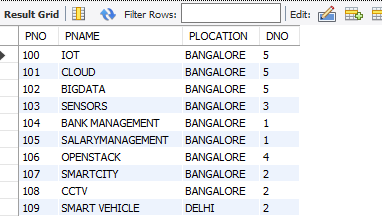 Result Grid Filter Rows: Edit:
PNO PNAME PLOCATION DNO
100 IOT BANGALORE 5
101 CLOUD BANGALORE 5
102 BIGDATA BANGALORE 5
103 SENSORS BANGALORE 3
104 BANK MANAGEMENT BANGALORE 1
105 SALARYMANAGEMENT BANGALORE 1
106 OPENSTACK BANGALORE 4
107 SMARTCITY BANGALORE 2
108 CCTV BANGALORE 2
109 SMART VEHICLE DELHI 2